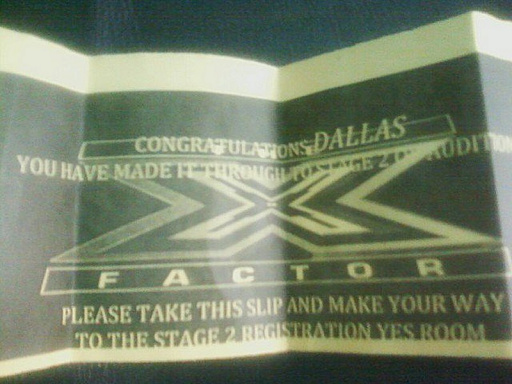 CONGRATULATIONS DALLAS
YOU HAVE MADE IT THROUGH TO STAGE 2 OF AUDITION
X
FACTOR
PLEASE TAKE THIS SLIP AND MAKE YOUR WAY
TO THE STAGE 2 REGISTRATION YES ROOM